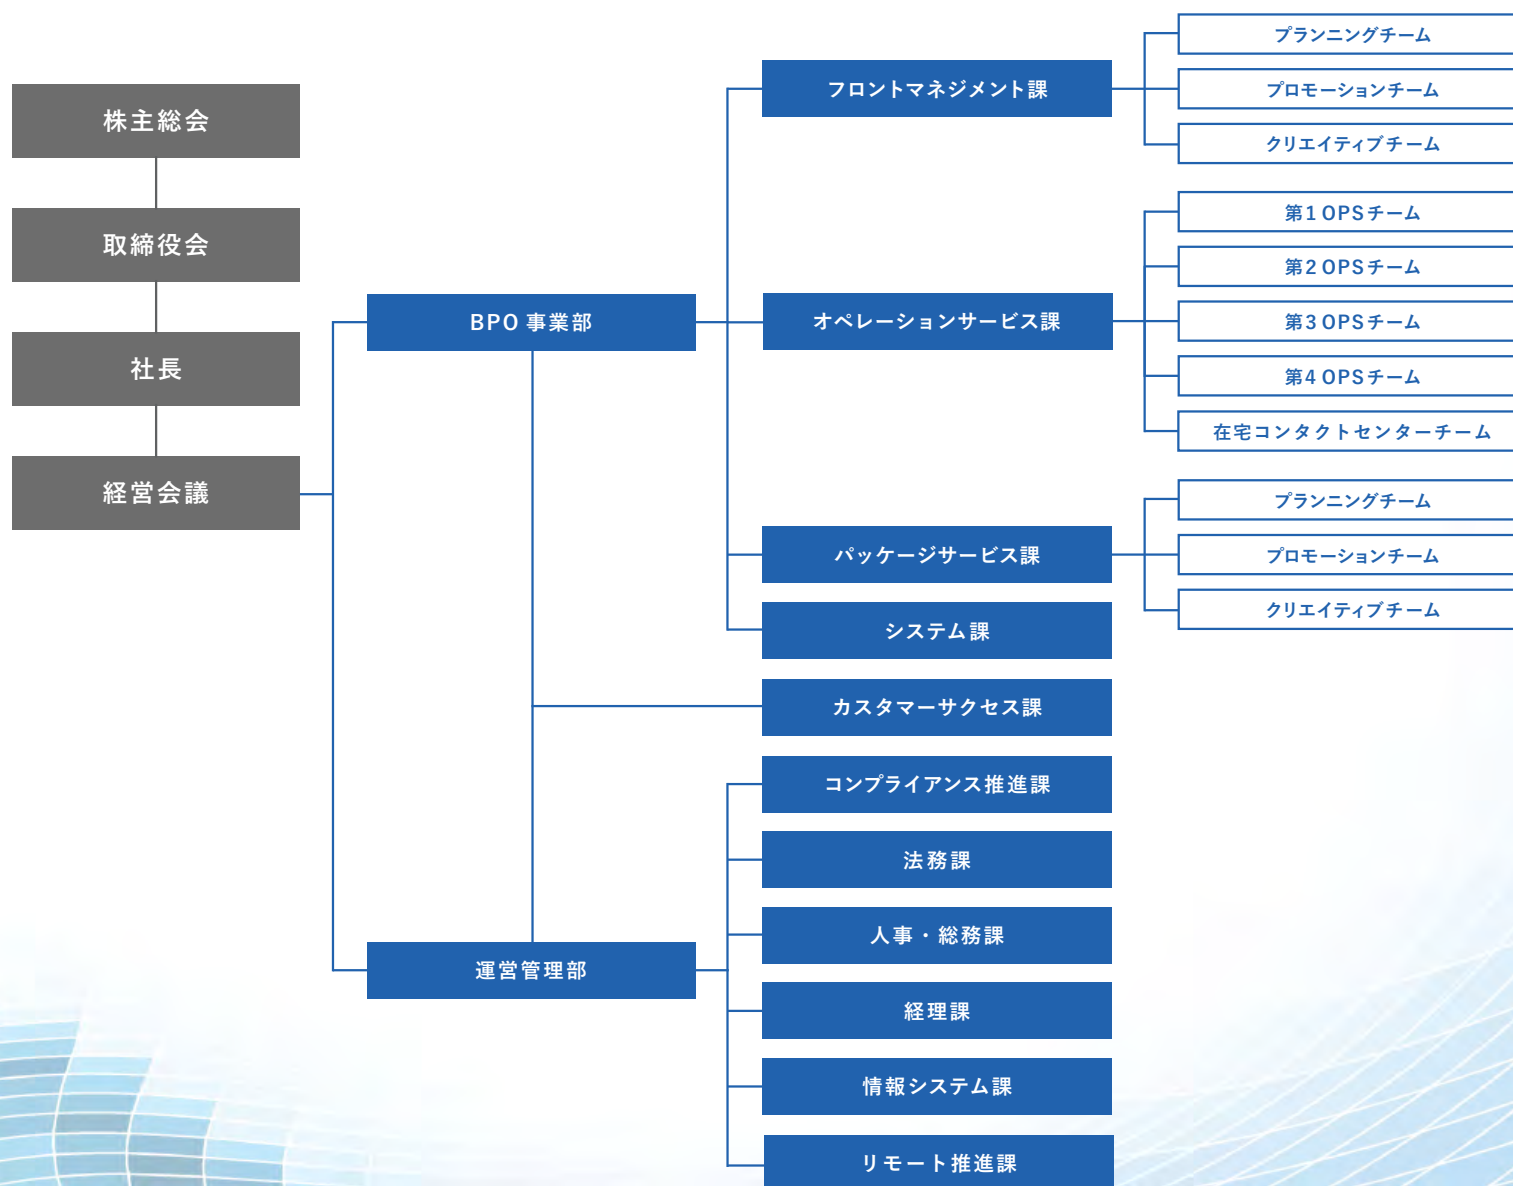 株主総会
取締役会
社長
経営会議
BPO 事業部
運営管理部
フロントマネジメント課
プランニングチーム
プロモーションチーム
クリエイティブチーム
オペレーションサービス課
第1 OPSチーム
第2 OPSチーム
第3 OPSチーム
第4 OPSチーム
在宅コンタクトセンターチーム
パッケージサービス課
プランニングチーム
プロモーションチーム
クリエイティブチーム
システム課
カスタマーサクセス課
コンプライアンス推進課
法務課
人事・総務課
経理課
情報システム課
リモート推進課